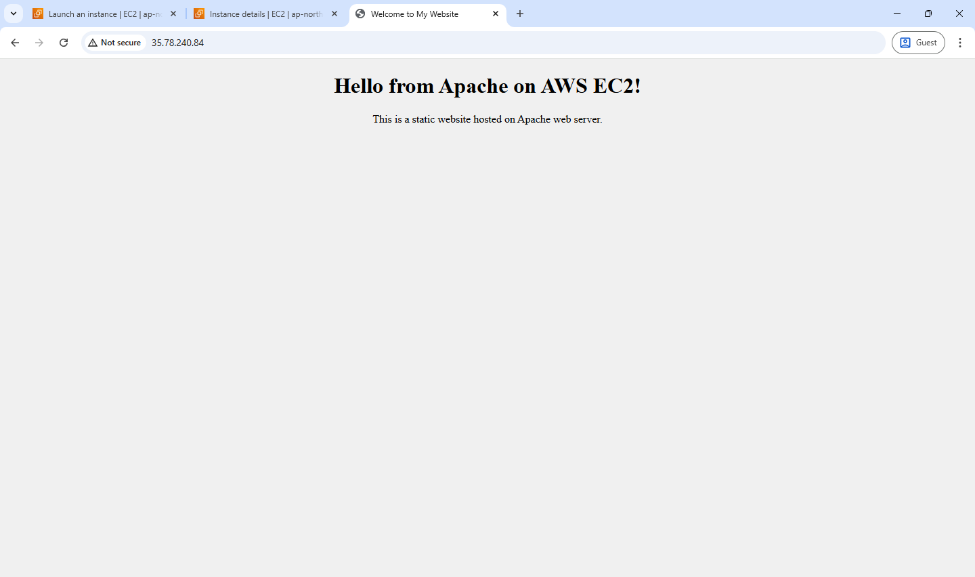 Launch an instance | EC2 | ap-n
Instance details | EC2 | ap-north
Welcome to My Website
Not secure
35.78.240.84
Guest
Hello from Apache on AWS EC2!
This is a static website hosted on Apache web server.